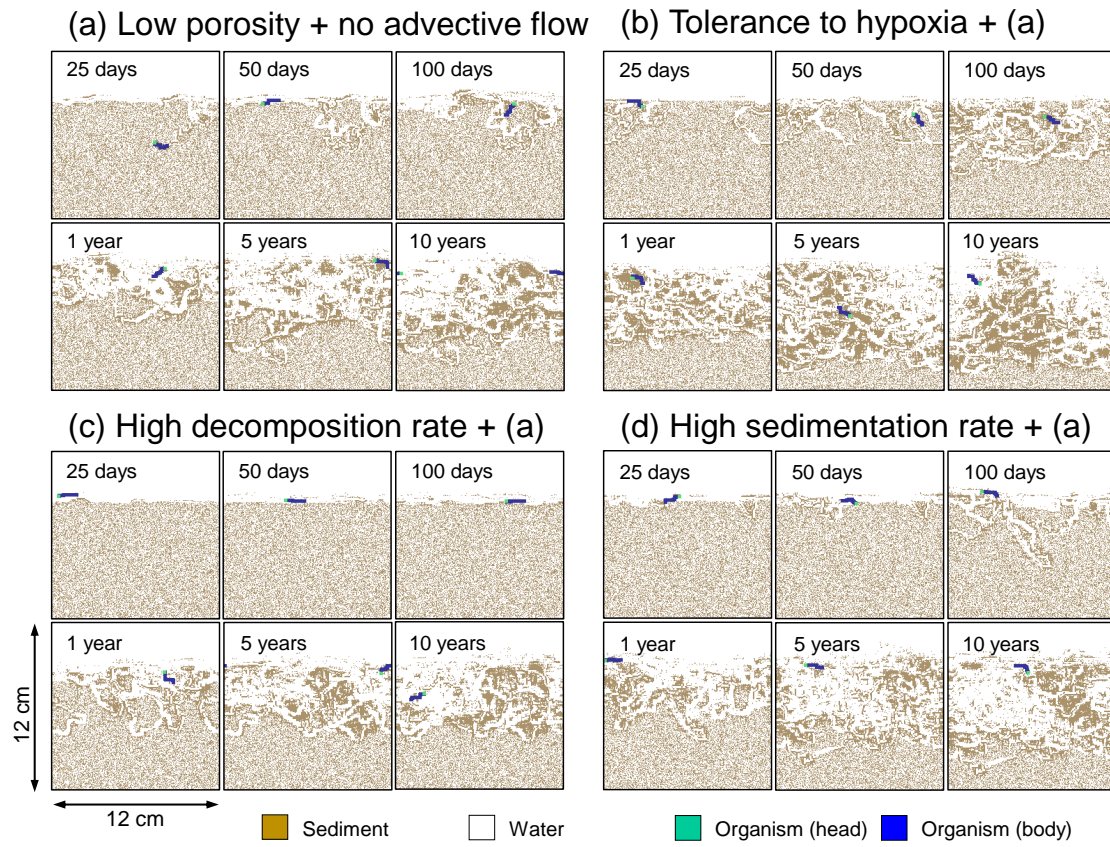 (a) Low porosity + no advective flow
25 days
50 days
100 days
1 year
5 years
10 years
(b) Tolerance to hypoxia + (a)
25 days
50 days
100 days
1 year
5 years
10 years
(c) High decomposition rate + (a)
25 days
50 days
100 days
1 year
5 years
10 years
(d) High sedimentation rate + (a)
25 days
50 days
100 days
1 year
5 years
10 years
12 cm
12 cm
Sediment
Water
Organism (head)
Organism (body)